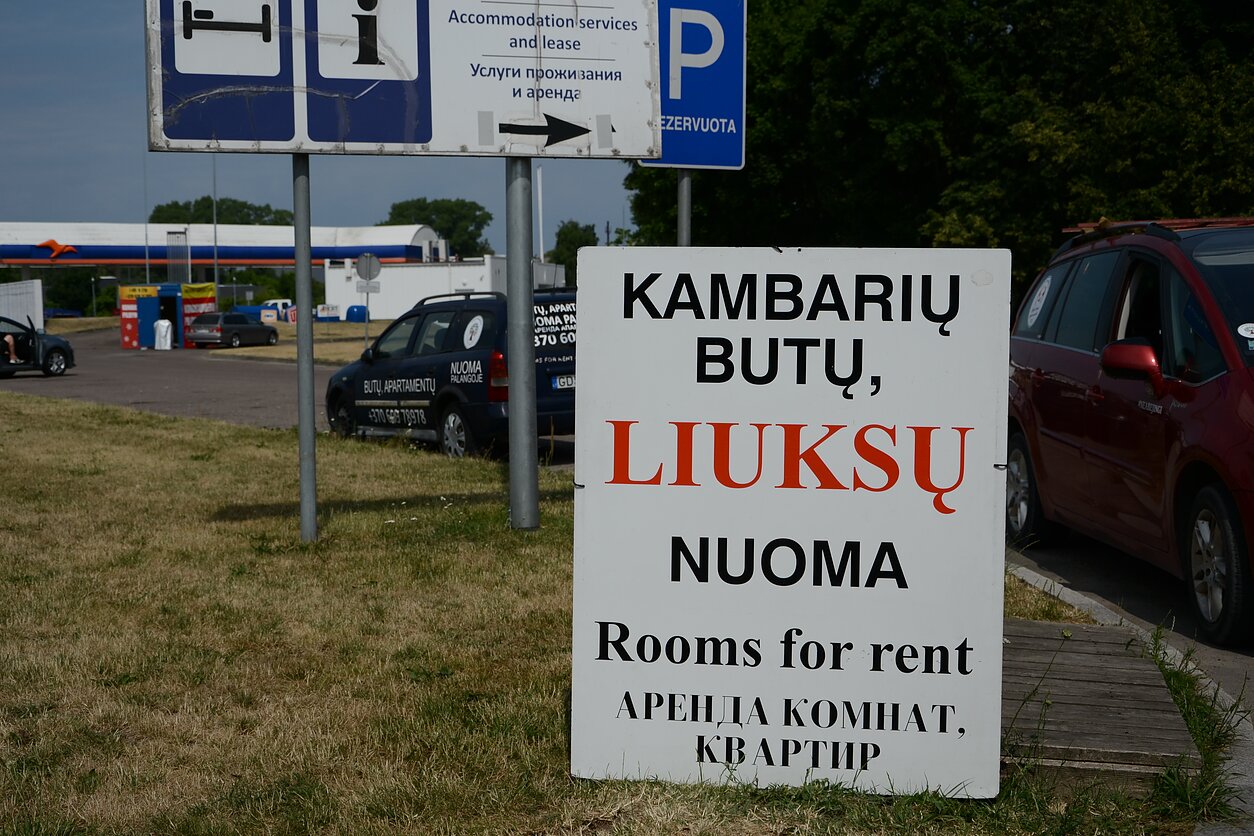 Accommodation services
and lease
Услуги проживания
и аренда
P
EZERVUOTA
KAMBARIŲ
BUTŲ,
LIUKSŲ
NUOMA
Rooms for rent
АРЕНДА КОМНАТ,
КВАРТИР
BUTŲ, APARTAMENTŲ
NUOMA
PALANGOJE